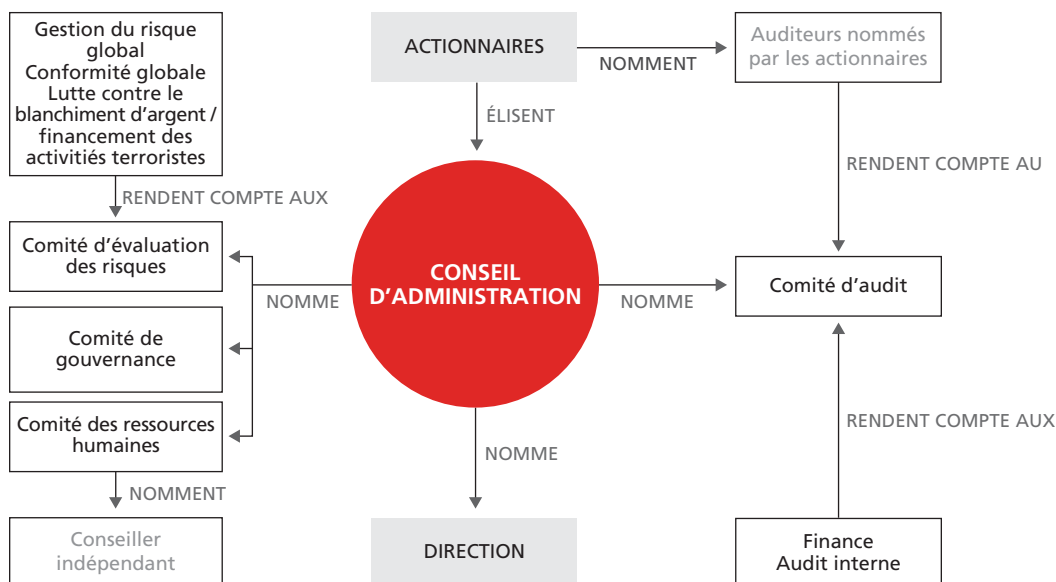 Gestion du risque
global
Conformité globale
Lutte contre le
blanchiment d'argent /
financement des
activitiés terroristes
RENDENT COMPTE AUX
Comité d'évaluation
des risques
NOMME
Comité de
gouvernance
Comité des ressources
humaines
NOMMENT
Conseiller
indépendant
ACTIONNAIRES
NOMMENT
ÉLISENT
CONSEIL
D'ADMINISTRATION
NOMME
NOMME
DIRECTION
Auditeurs nommés
par les actionnaires
RENDENT COMPTE AU
Comité d'audit
RENDENT COMPTE AUX
Finance
Audit interne